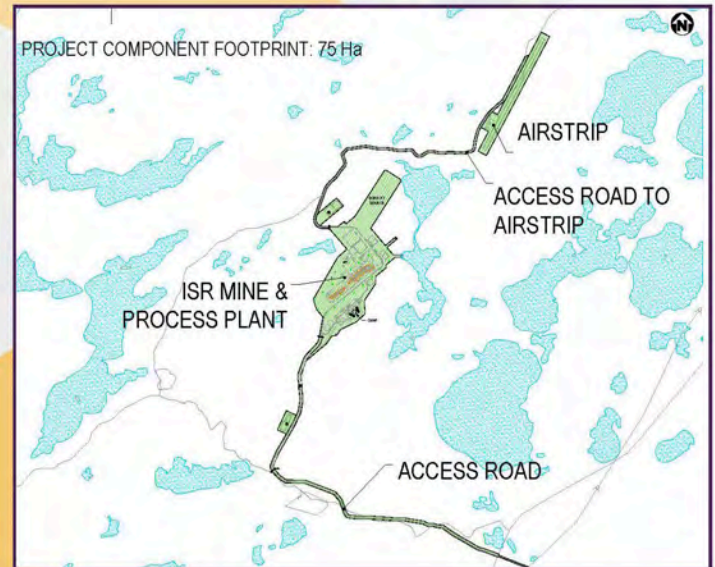 N
PROJECT COMPONENT FOOTPRINT: 75 Ha
AIRSTRIP
ACCESS ROAD TO
AIRSTRIP
ISR MINE &
PROCESS PLANT
ACCESS ROAD